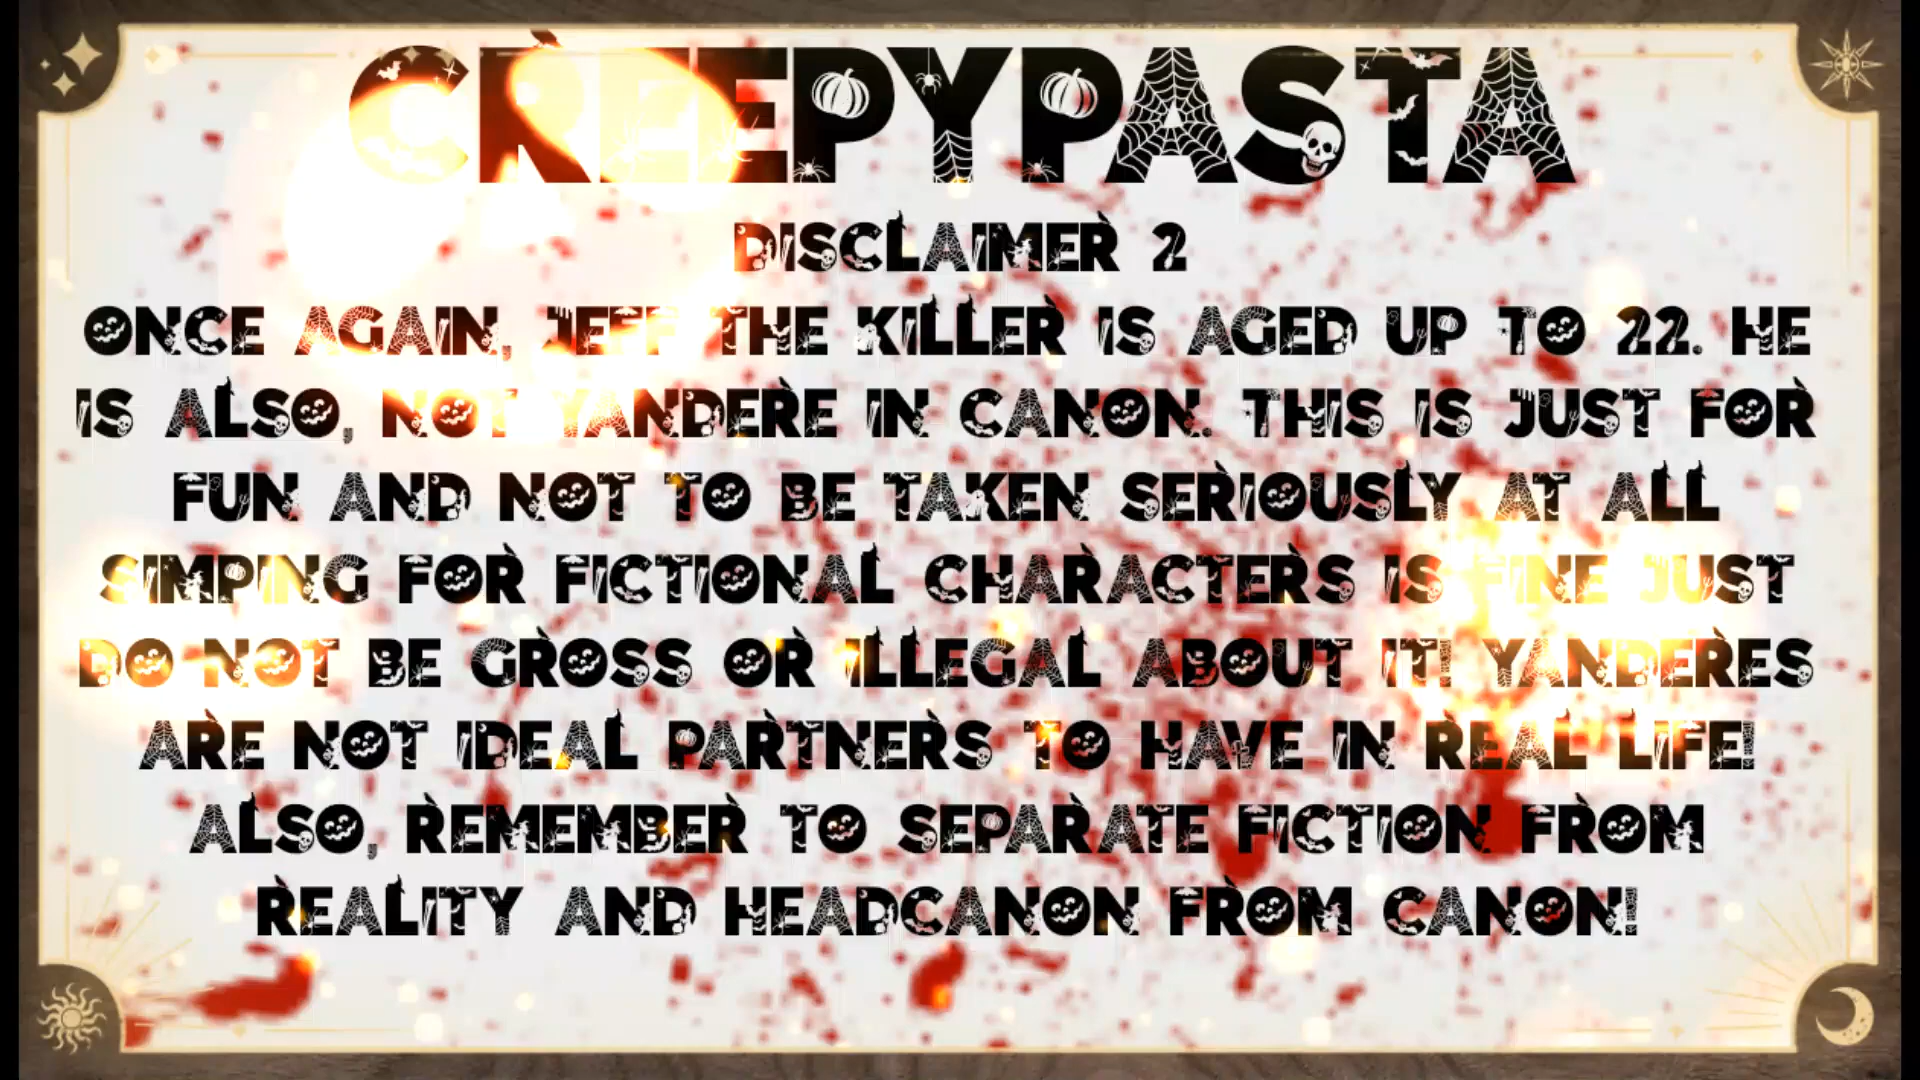 CREEPYPASTA
DISCLAIMER 2
ONCE AGAIN, JEFF THE KILLER IS AGED UP TO 22. HE
IS ALSO, NOT YANDERE IN CANON. THIS IS JUST FOR
FUN AND NOT TO BE TAKEN SERIOUSLY AT ALL
SIMPING FOR FICTIONAL CHARACTERS IS FINE JUST
DO NOT BE GROSS OR ILLEGAL ABOUT IT! YANDERES
ARE NOT IDEAL PARTNERS TO HAVE IN REAL LIFE!
ALSO, REMEMBER TO SEPARATE FICTION FROM
REALITY AND HEADCANON FROM CANON!